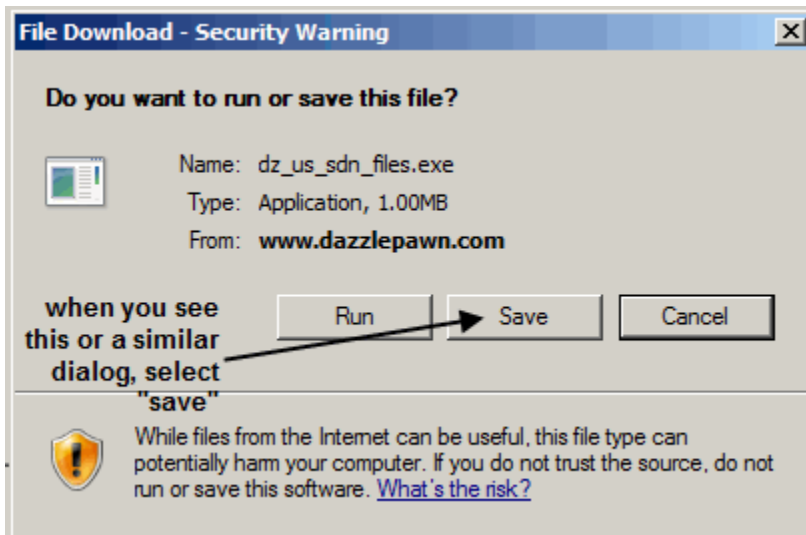 File Download - Security Warning
Do you want to run or save this file?
Name: dz_us_sdn_files.exe
Type: Application, 1.00MB
From: www.dazzlepawn.com
when you see
this or a similar
dialog, select
"save"
Run Save Cancel
While files from the Internet can be useful, this file type can
potentially harm your computer. If you do not trust the source, do not
run or save this software. What's the risk?